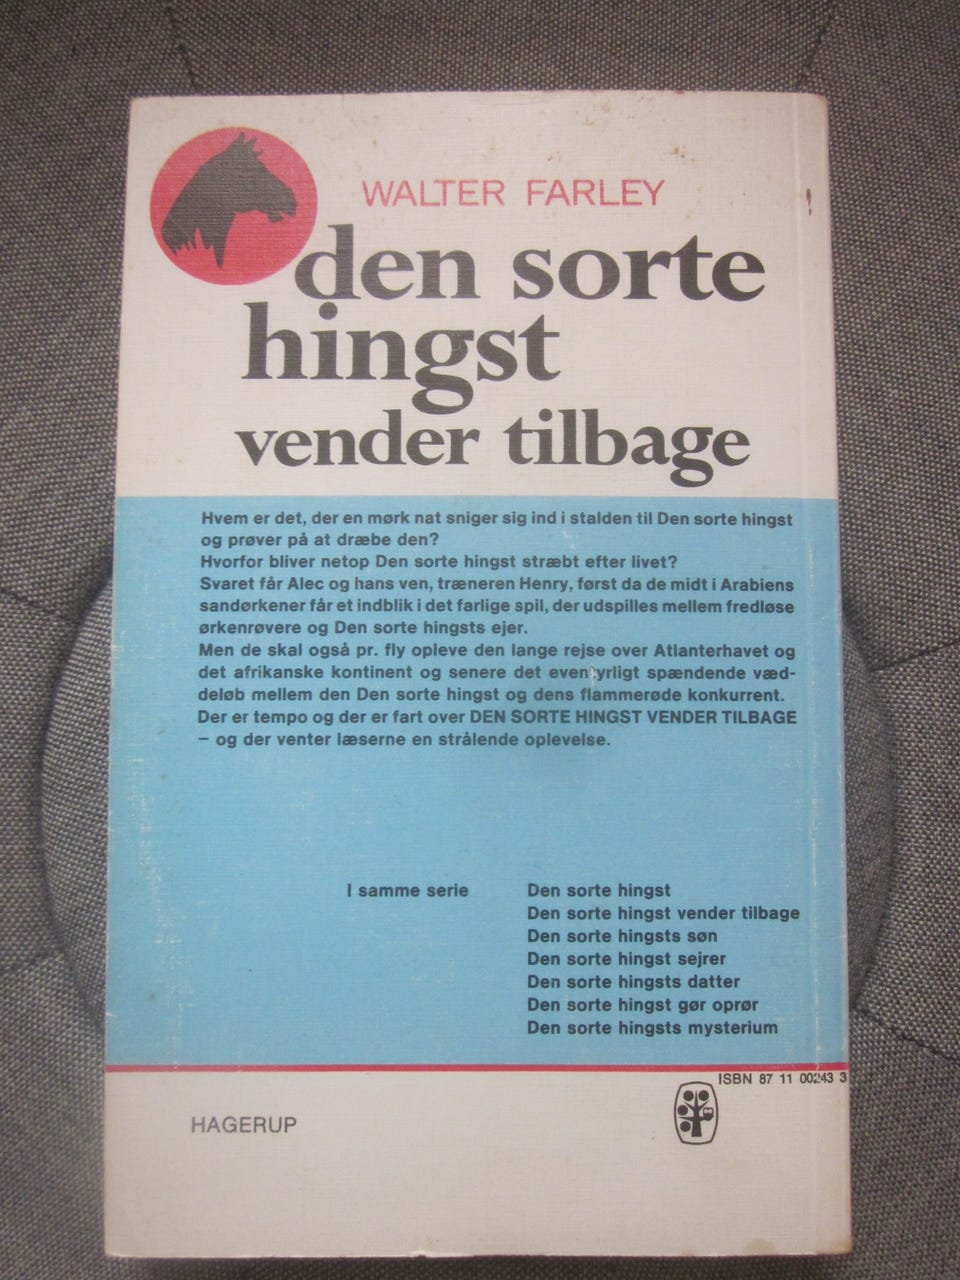 WALTER FARLEY
den sorte
hingst
vender tilbage
Hvem er det, der en mørk nat sniger sig ind i stalden til Den sorte hingst
og prøver på at dræbe den?
Hvorfor bliver netop Den sorte hingst stræbt efter livet?
Svaret får Alec og hans ven, træneren Henry, først da de midt i Arabiens
sandørkener får et indblik i det farlige spil, der udspilles mellem fredløse
ørkenrøvere og Den sorte hingsts ejer.
Men de skal også pr. fly opleve den lange rejse over Atlanterhavet og
det afrikanske kontinent og senere det eventyrligt spændende væd-
deløb mellem den Den sorte hingst og dens flammerøde konkurrent.
Der er tempo og der er fart over DEN SORTE HINGST VENDER TILBAGE
– og der venter læserne en strålende oplevelse.
I samme serie Den sorte hingst
Den sorte hingst vender tilbage
Den sorte hingsts søn
Den sorte hingst sejrer
Den sorte hingsts datter
Den sorte hingst gør oprør
Den sorte hingsts mysterium
ISBN 87 11 00243 3
HAGERUP